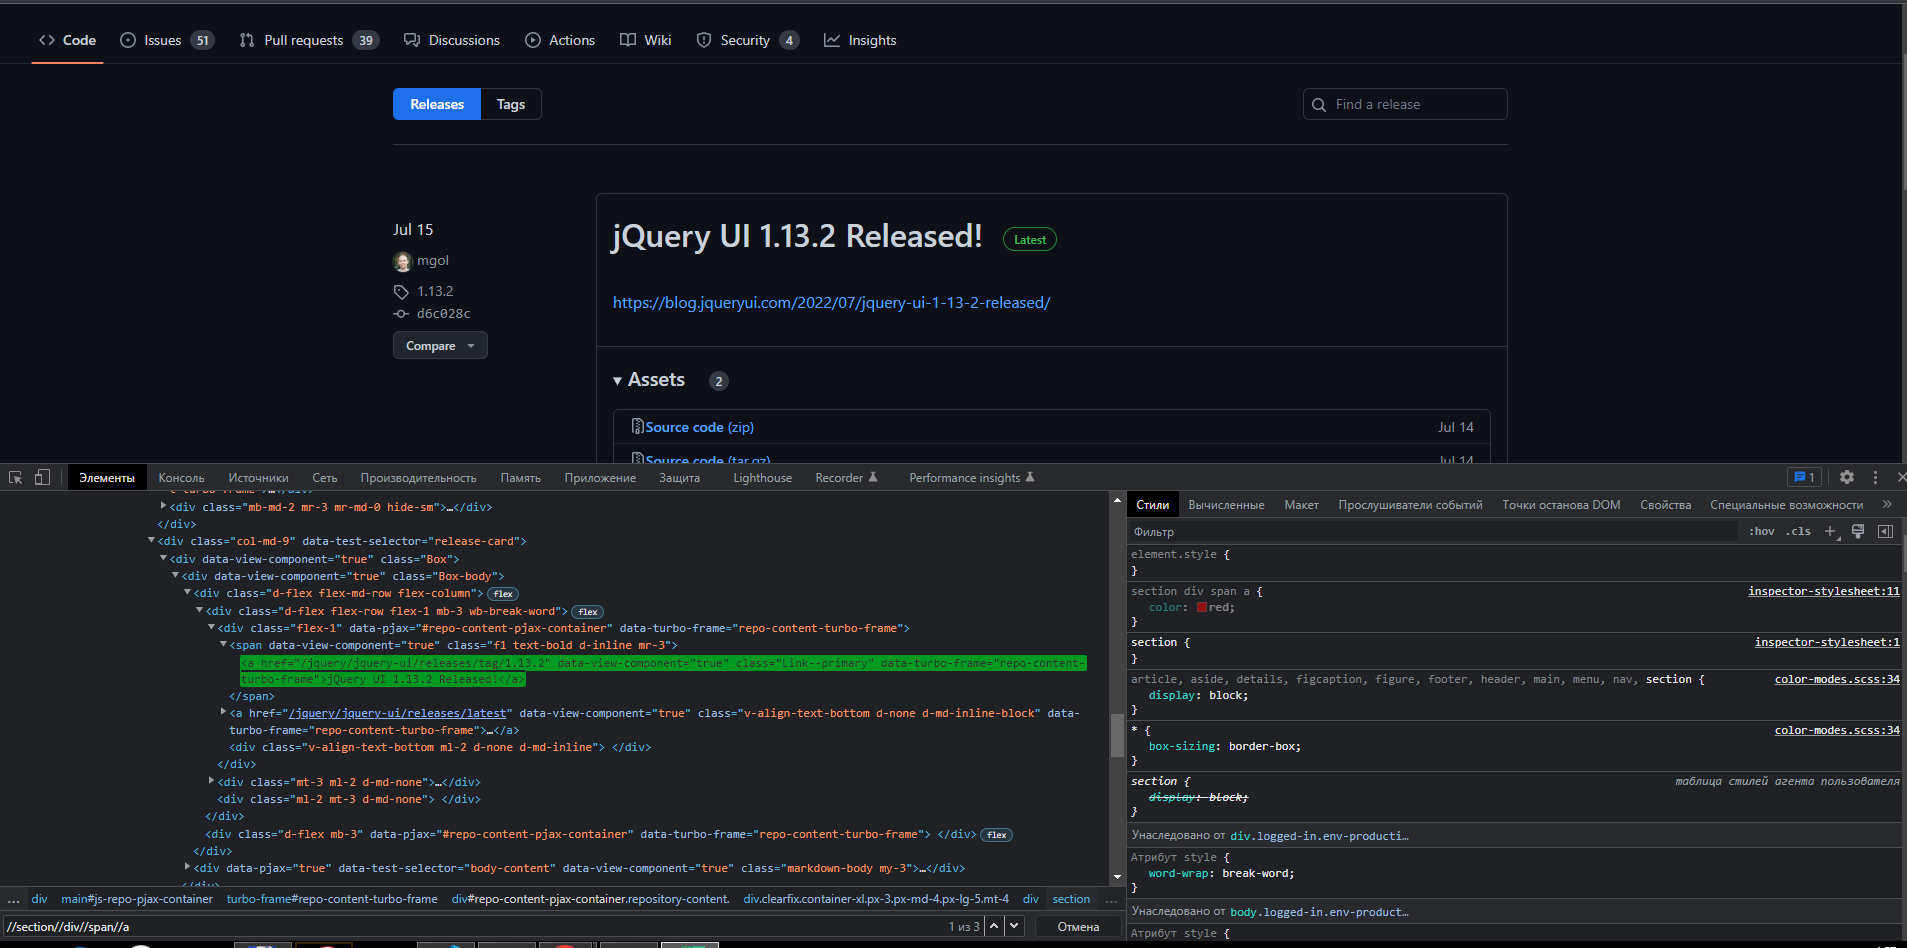 Code Issues 51 Pull requests 39 Discussions Actions Wiki Security 4 Insights
Releases Tags Find a release
Jul 15
mgol
1.13.2
d6c028c
Compare
jQuery UI 1.13.2 Released! Latest
https://blog.jqueryui.com/2022/07/jquery-ui-1-13-2-released/
Assets 2
Source code (zip) Jul 14
Source code (tar.gz) Jul 14
Элементы Консоль Источники Сеть Производительность Память Приложение Защита Lighthouse Recorder Performance insights 1
<div class="mb-md-2 mr-3 mr-md-0 hide-sm">…</div>
</div>
<div class="col-md-9" data-test-selector="release-card">
<div data-view-component="true" class="Box">
<div data-view-component="true" class="Box-body">
<div class="d-flex flex-md-row flex-column"> flex
<div class="d-flex flex-row flex-1 mb-3 wb-break-word"> flex
<div class="flex-1" data-pjax="#repo-content-pjax-container" data-turbo-frame="repo-content-turbo-frame">
<span data-view-component="true" class="f1 text-bold d-inline mr-3">
<a href="/jquery/jquery-ui/releases/tag/1.13.2" data-view-component="true" class="Link--primary" data-turbo-frame="repo-content-
turbo-frame">jQuery UI 1.13.2 Released!</a>
</span>
<a href="/jquery/jquery-ui/releases/latest" data-view-component="true" class="v-align-text-bottom d-none d-md-inline-block" data-
turbo-frame="repo-content-turbo-frame">…</a>
<div class="v-align-text-bottom ml-2 d-none d-md-inline"> </div>
</div>
<div class="mt-3 ml-2 d-md-none">…</div>
<div class="ml-2 mt-3 d-md-none"> </div>
</div>
<div class="d-flex mb-3" data-pjax="#repo-content-pjax-container" data-turbo-frame="repo-content-turbo-frame"> </div> flex
</div>
<div data-pjax="true" data-test-selector="body-content" data-view-component="true" class="markdown-body my-3">…</div>
… div main#js-repo-pjax-container turbo-frame#repo-content-turbo-frame div#repo-content-pjax-container.repository-content. div.clearfix.container-xl.px-3.px-md-4.px-lg-5.mt-4 div section …
//section//div//span//a 1 из 3 Отмена
Стили Вычисленные Макет Прослушиватели событий Точки останова DOM Свойства Специальные возможности »
Фильтр :hov .cls +
element.style {
}
section div span a { inspector-stylesheet:11
color: red;
}
section { inspector-stylesheet:1
}
article, aside, details, figcaption, figure, footer, header, main, menu, nav, section { color-modes.scss:34
display: block;
}
* { color-modes.scss:34
box-sizing: border-box;
}
section { таблица стилей агента пользователя
display: block;
}
Унаследовано от div.logged-in.env-producti…
Атрибут style {
word-wrap: break-word;
}
Унаследовано от body.logged-in.env-product…
Атрибут style {